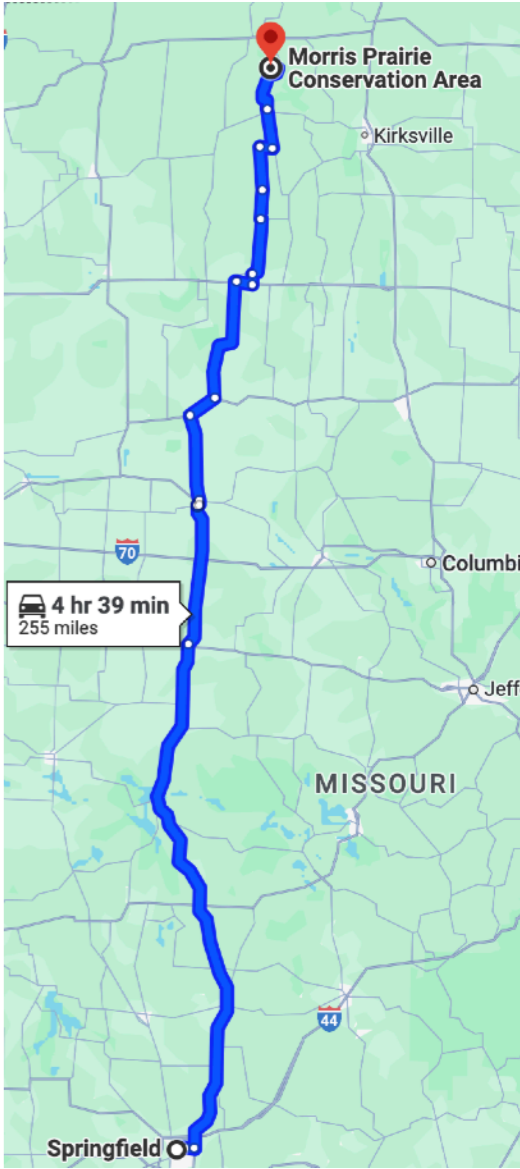 Morris Prairie
Conservation Area
Kirksville
70
Columbi
4 hr 39 min
255 miles
Jeff
MISSOURI
44
Springfield